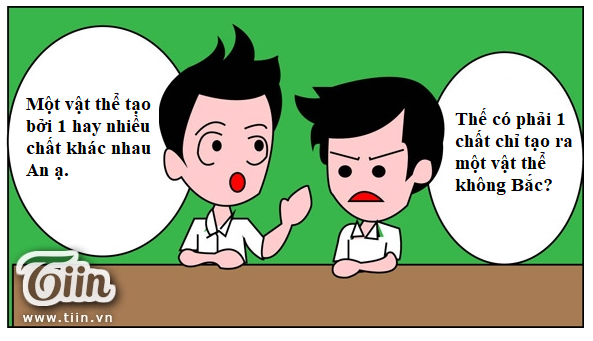 Một vật thể tạo
bởi 1 hay nhiều
chất khác nhau
An ạ.
Thế có phải 1
chất chỉ tạo ra
một vật thể
không Bắc?
Tiin
www.tiin.vn